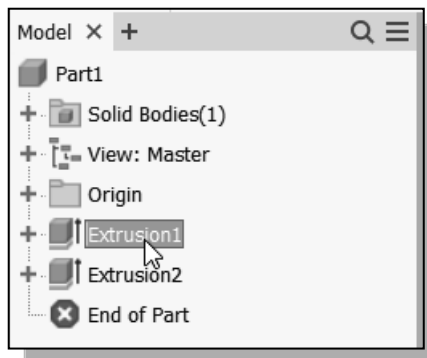 Model
Part1
Solid Bodies(1)
View: Master
Origin
Extrusion1
Extrusion2
End of Part